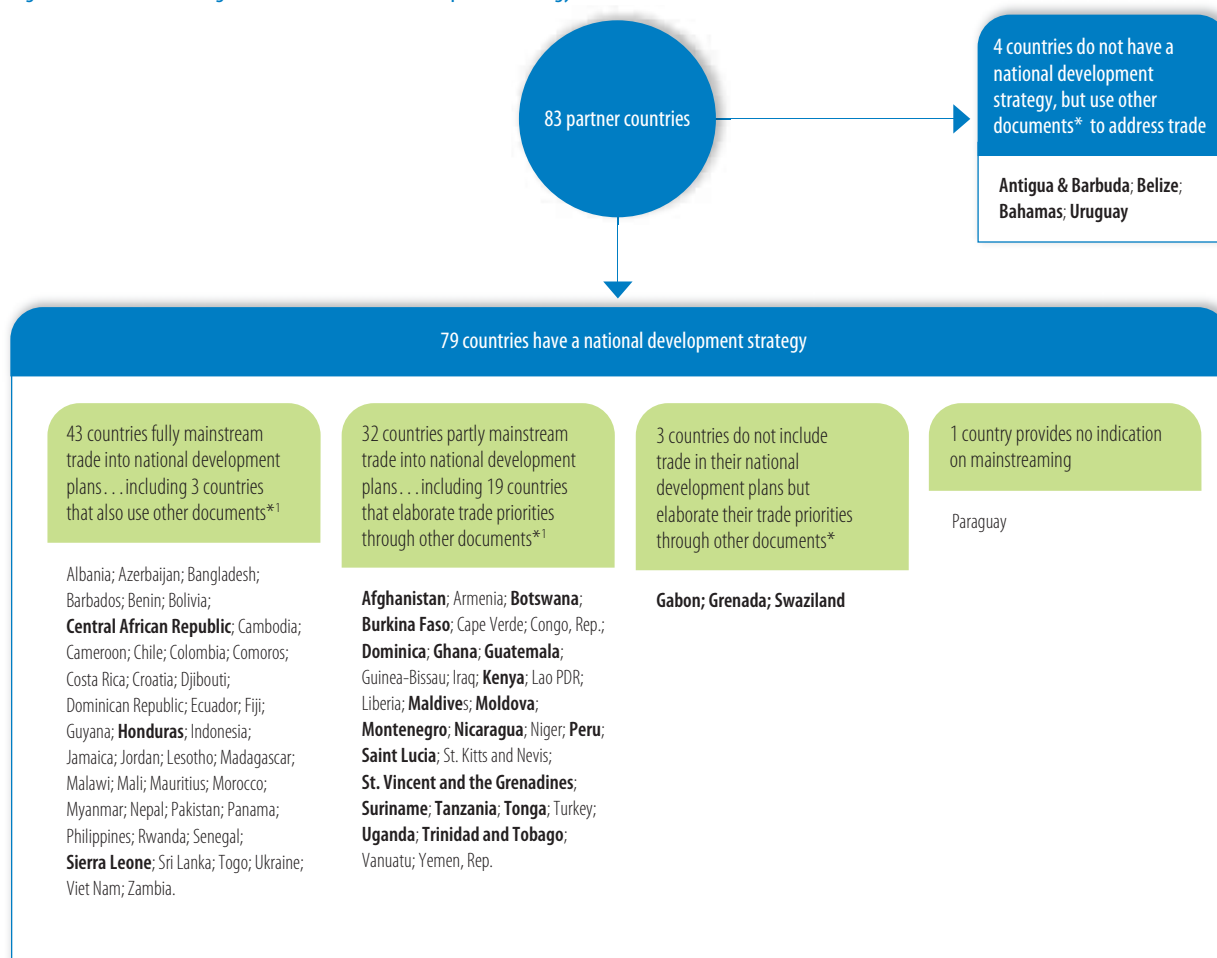 83 partner countries
4 countries do not have a
national development
strategy, but use other
documents* to address trade
Antigua & Barbuda; Belize;
Bahamas; Uruguay
79 countries have a national development strategy
43 countries fully mainstream
trade into national development
plans...including 3 countries
that also use other documents*1
Albania; Azerbaijan; Bangladesh;
Barbados; Benin; Bolivia;
Central African Republic; Cambodia;
Cameroon; Chile; Colombia; Comoros;
Costa Rica; Croatia; Djibouti;
Dominican Republic; Ecuador; Fiji;
Guyana; Honduras; Indonesia;
Jamaica; Jordan; Lesotho; Madagascar;
Malawi; Mali; Mauritius; Morocco;
Myanmar; Nepal; Pakistan; Panama;
Philippines; Rwanda; Senegal;
Sierra Leone; Sri Lanka; Togo; Ukraine;
Viet Nam; Zambia.
32 countries partly mainstream
trade into national development
plans...including 19 countries
that elaborate trade priorities
through other documents*1
Afghanistan; Armenia; Botswana;
Burkina Faso; Cape Verde; Congo, Rep.;
Dominica; Ghana; Guatemala;
Guinea-Bissau; Iraq; Kenya; Lao PDR;
Liberia; Maldives; Moldova;
Montenegro; Nicaragua; Niger; Peru;
Saint Lucia; St. Kitts and Nevis;
St. Vincent and the Grenadines;
Suriname; Tanzania; Tonga; Turkey;
Uganda; Trinidad and Tobago;
Vanuatu; Yemen, Rep.
3 countries do not include
trade in their national
development plans but
elaborate their trade priorities
through other documents*
Gabon; Grenada; Swaziland
1 country provides no indication
on mainstreaming
Paraguay